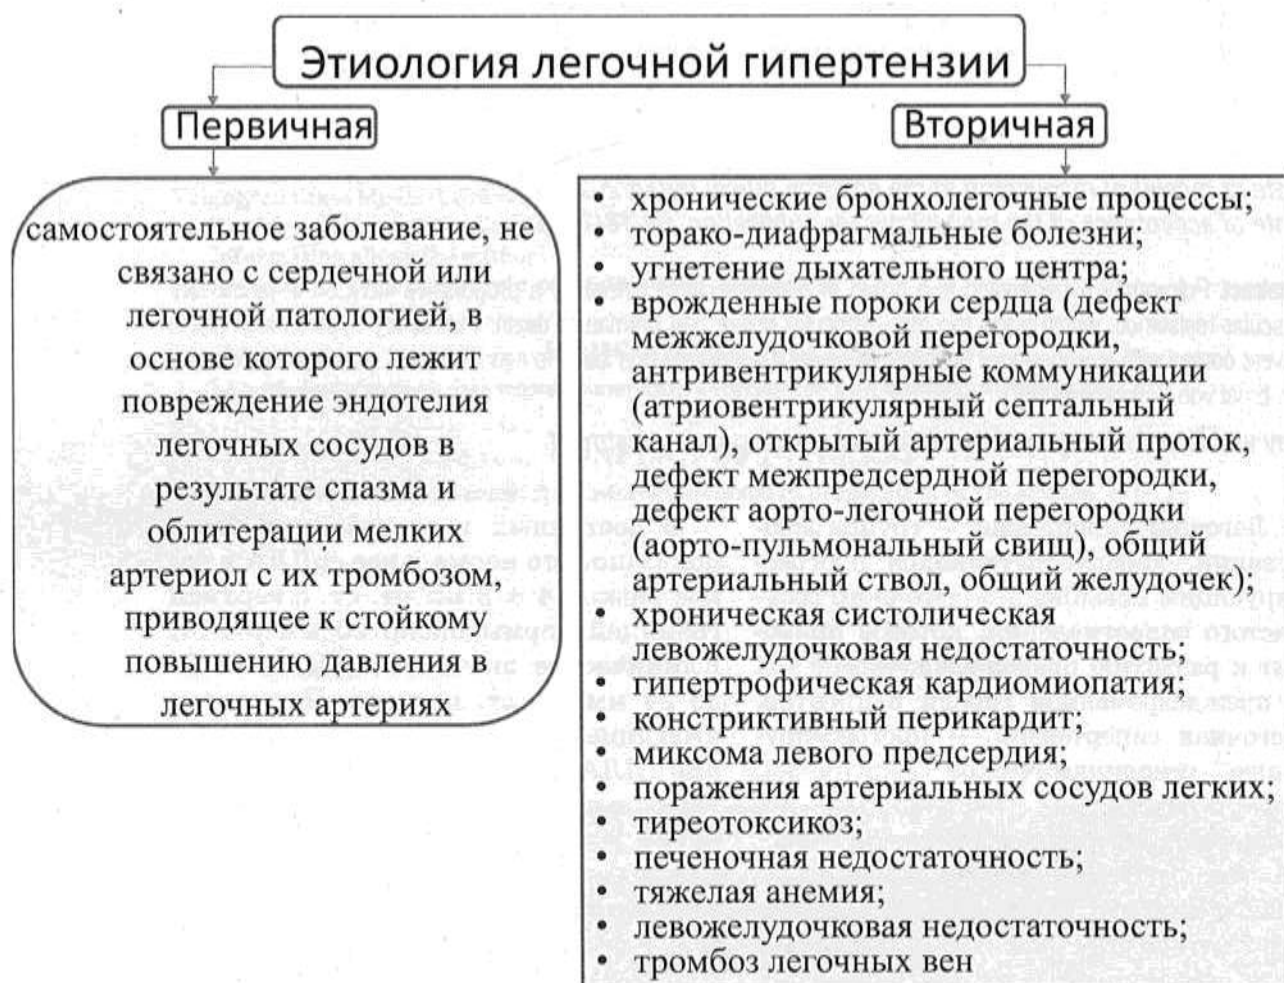 Этиология легочной гипертензии
Первичная
Вторичная
самостоятельное заболевание, не
связано с сердечной или
легочной патологией, в
основе которого лежит
повреждение эндотелия
легочных сосудов в
результате спазма и
облитерации мелких
артериол с их тромбозом,
приводящее к стойкому
повышению давления в
легочных артериях
• хронические бронхолегочные процессы;
• торако-диафрагмальные болезни;
• угнетение дыхательного центра;
• врожденные пороки сердца (дефект
межжелудочковой перегородки,
антривентрикулярные коммуникации
(атриовентрикулярный септальный
канал), открытый артериальный проток,
дефект межпредсердной перегородки,
дефект аорто-легочной перегородки
(аорто-пульмональный свищ), общий
артериальный ствол, общий желудочек);
• хроническая систолическая
левожелудочковая недостаточность;
• гипертрофическая кардиомиопатия;
• констриктивный перикардит;
• миксома левого предсердия;
• поражения артериальных сосудов легких;
• тиреотоксикоз;
• печеночная недостаточность;
• тяжелая анемия;
• левожелудочковая недостаточность;
• тромбоз легочных вен